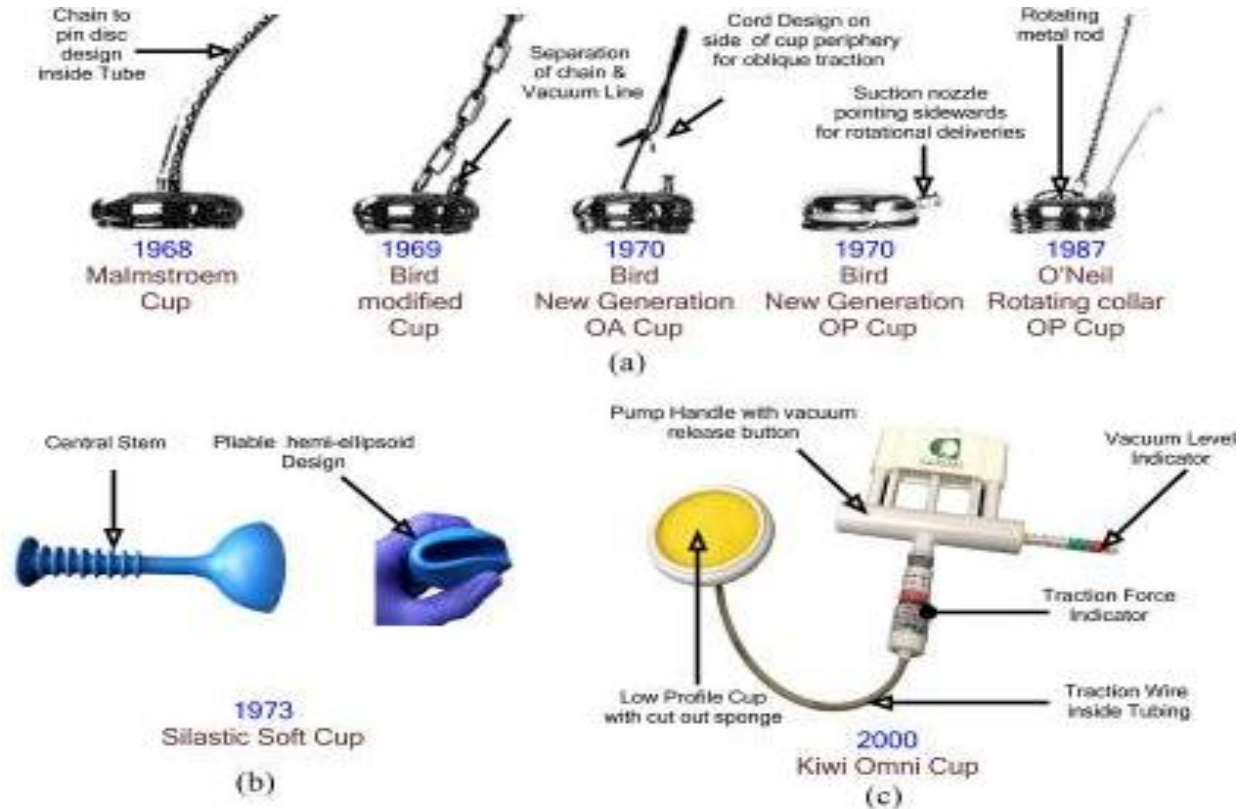 Chain to
pin disc
design
inside Tube
Separation
of chain &
Vacuum Line
Cord Design on
side of cup periphery
for oblique traction
Suction nozzle
pointing sidewards
for rotational deliveries
Rotating
metal rod
1968
Malmstroem
Cup
1969
Bird
modified
Cup
1970
Bird
New Generation
OA Cup
1970
Bird
New Generation
OP Cup
1987
O'Neil
Rotating collar
OP Cup
(a)
Central Stem
Pliable hemi-ellipsoid
Design
1973
Silastic Soft Cup
(b)
Pump Handle with vacuum
release button
Vacuum Level
Indicator
Traction Force
Indicator
Low Profile Cup
with cut out sponge
Traction Wire
inside Tubing
2000
Kiwi Omni Cup
(c)